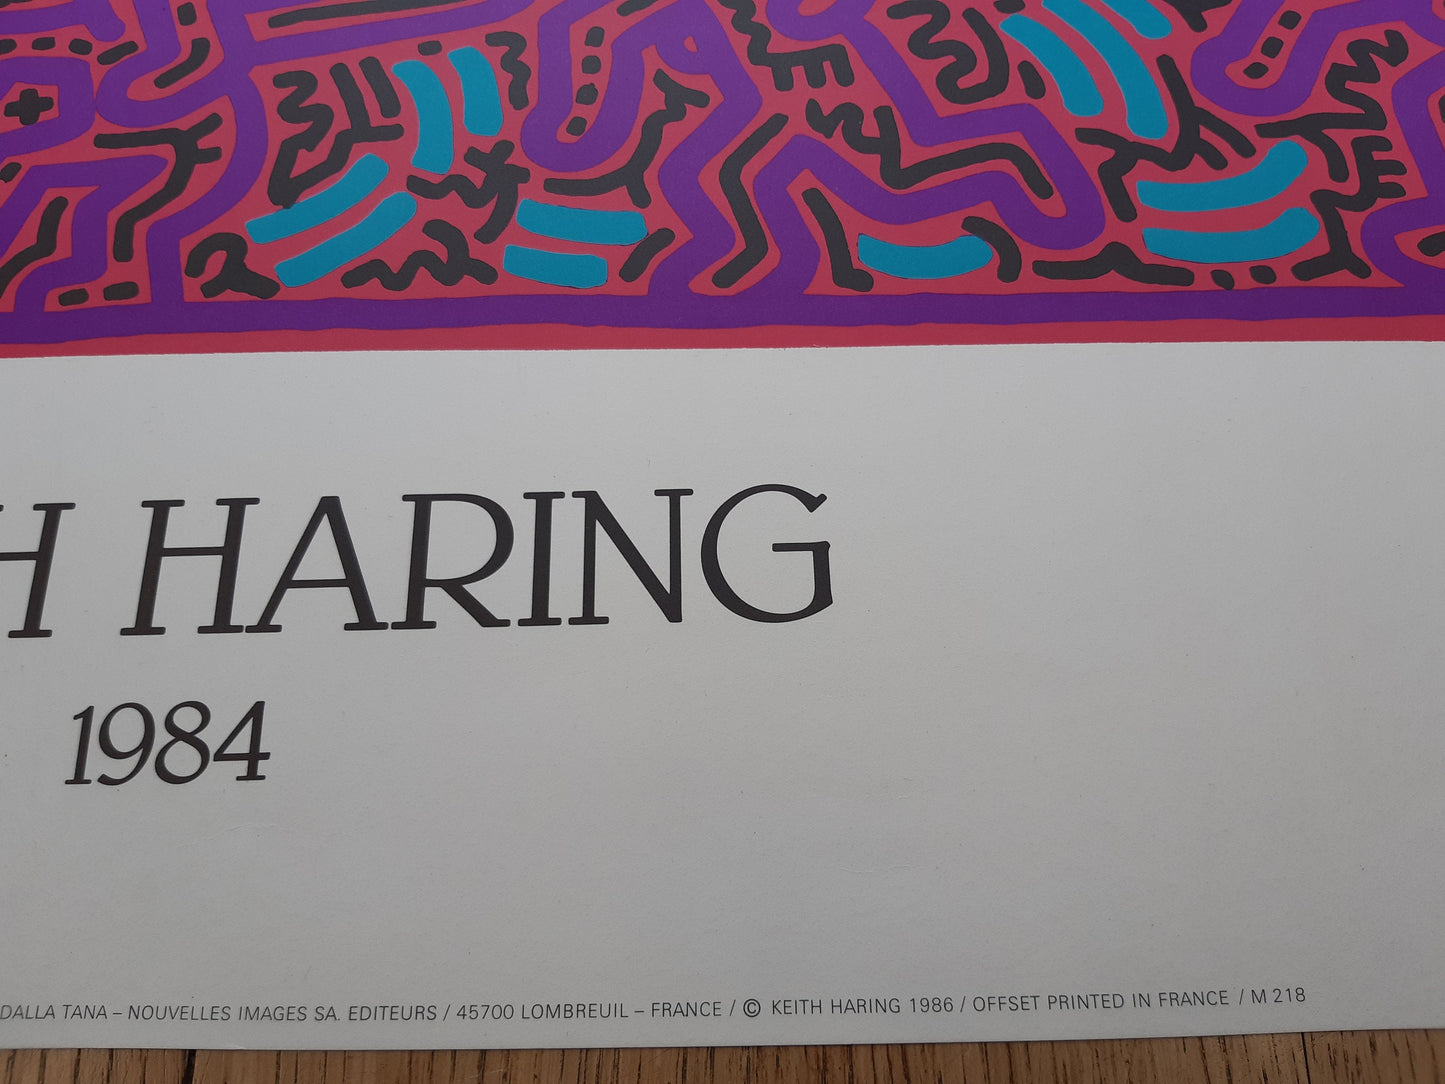 H HARING
1984
DALLA TANA – NOUVELLES IMAGES SA. EDITEURS / 45700 LOMBREUIL – FRANCE / © KEITH HARING 1986 / OFFSET PRINTED IN FRANCE / M 218